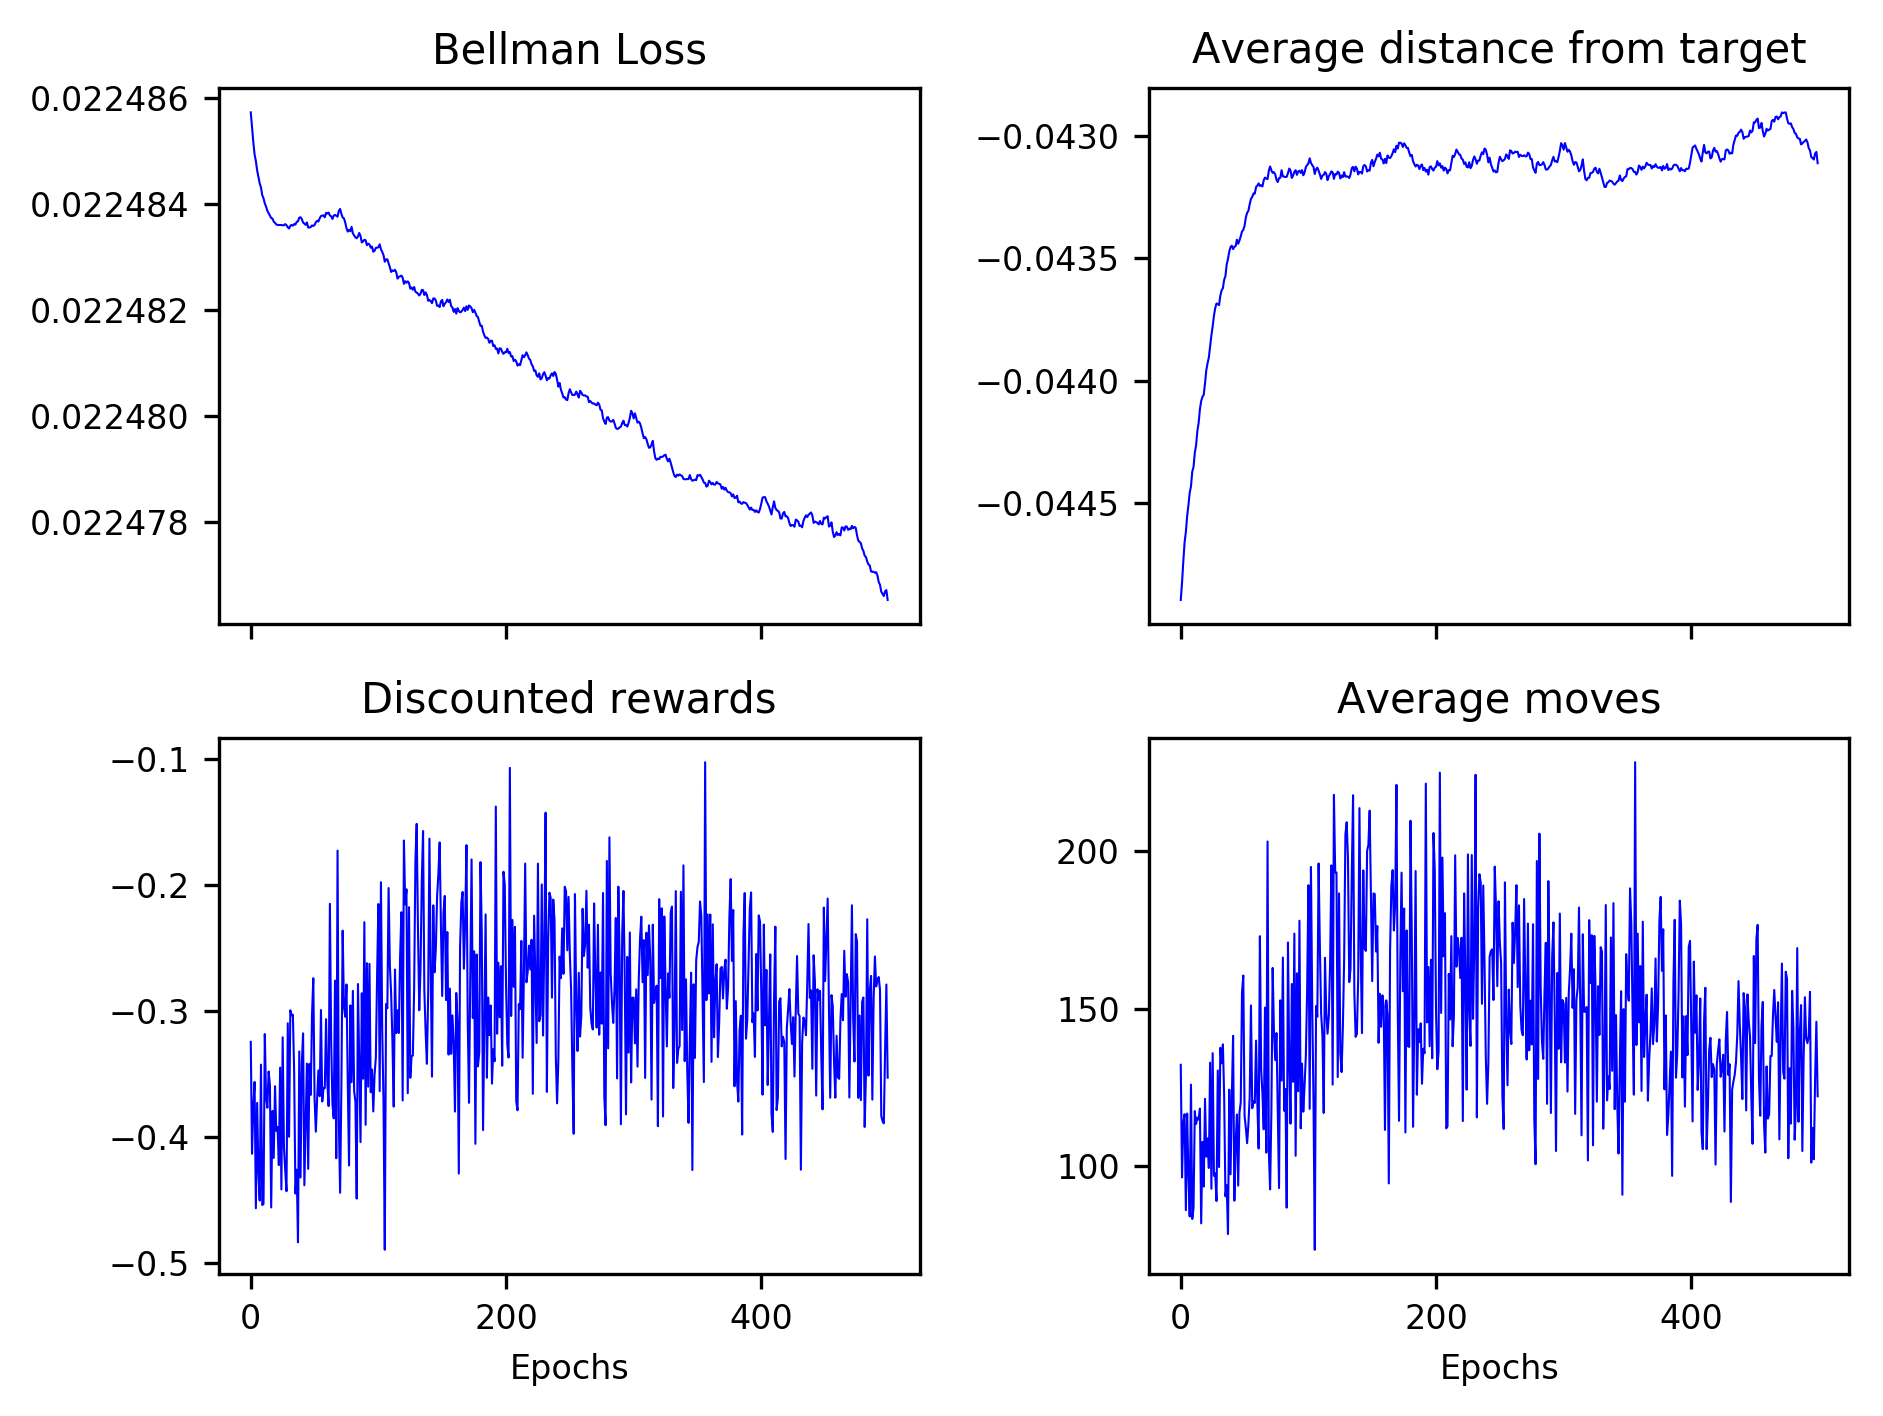 Bellman Loss
0.022486
0.022484
0.022482
0.022480
0.022478
Average distance from target
−0.0430
−0.0435
−0.0440
−0.0445
Discounted rewards
−0.1
−0.2
−0.3
−0.4
−0.5
0 200 400
Epochs
Average moves
200
150
100
0 200 400
Epochs